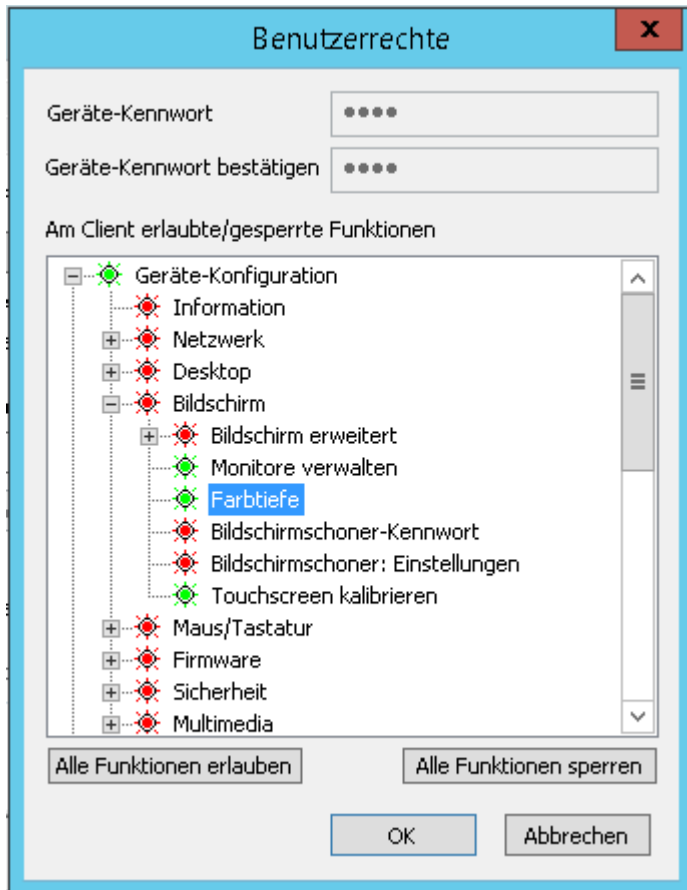 Benutzerrechte
x
Geräte-Kennwort
Geräte-Kennwort bestätigen
Am Client erlaubte/gesperrte Funktionen
Geräte-Konfiguration
Information
Netzwerk
Desktop
Bildschirm
Bildschirm erweitert
Monitore verwalten
Farbtiefe
Bildschirmschoner-Kennwort
Bildschirmschoner: Einstellungen
Touchscreen kalibrieren
Maus/Tastatur
Firmware
Sicherheit
Multimedia
Alle Funktionen erlauben Alle Funktionen sperren
OK Abbrechen